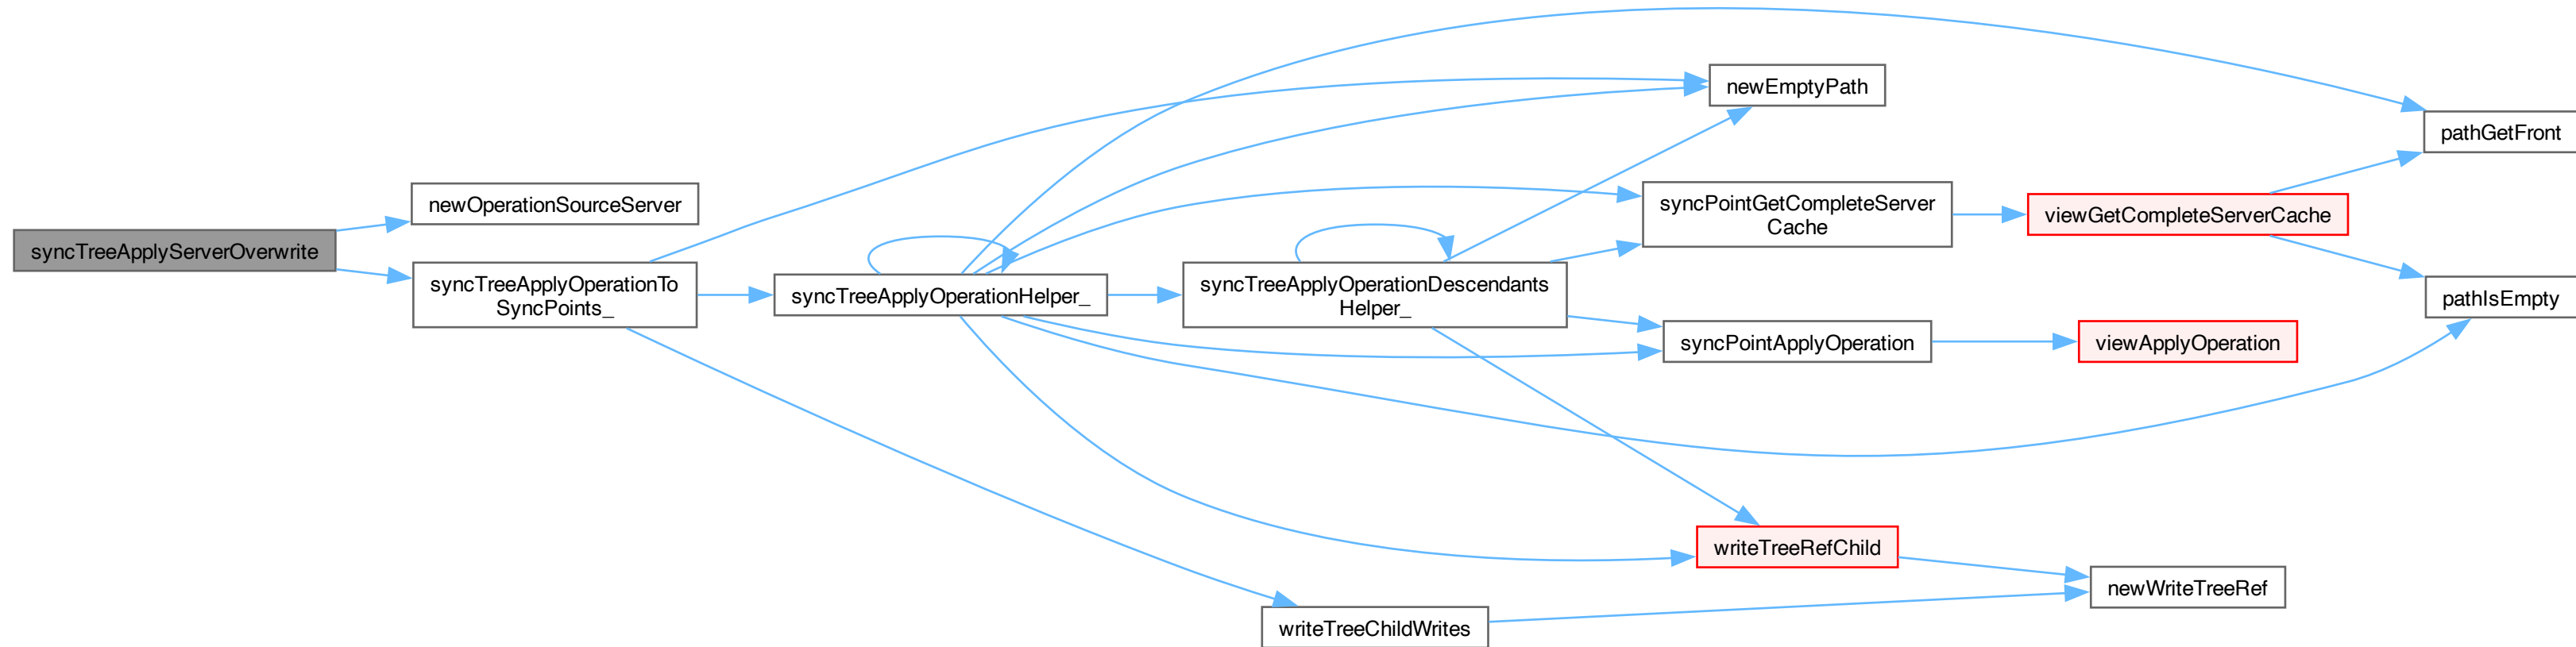 syncTreeApplyServerOverwrite
newOperationSourceServer
syncTreeApplyOperationTo
SyncPoints_
syncTreeApplyOperationHelper_
syncTreeApplyOperationDescendants
Helper_
newEmptyPath
syncPointGetCompleteServer
Cache
syncPointApplyOperation
writeTreeRefChild
writeTreeChildWrites
viewGetCompleteServerCache
viewApplyOperation
newWriteTreeRef
pathGetFront
pathIsEmpty